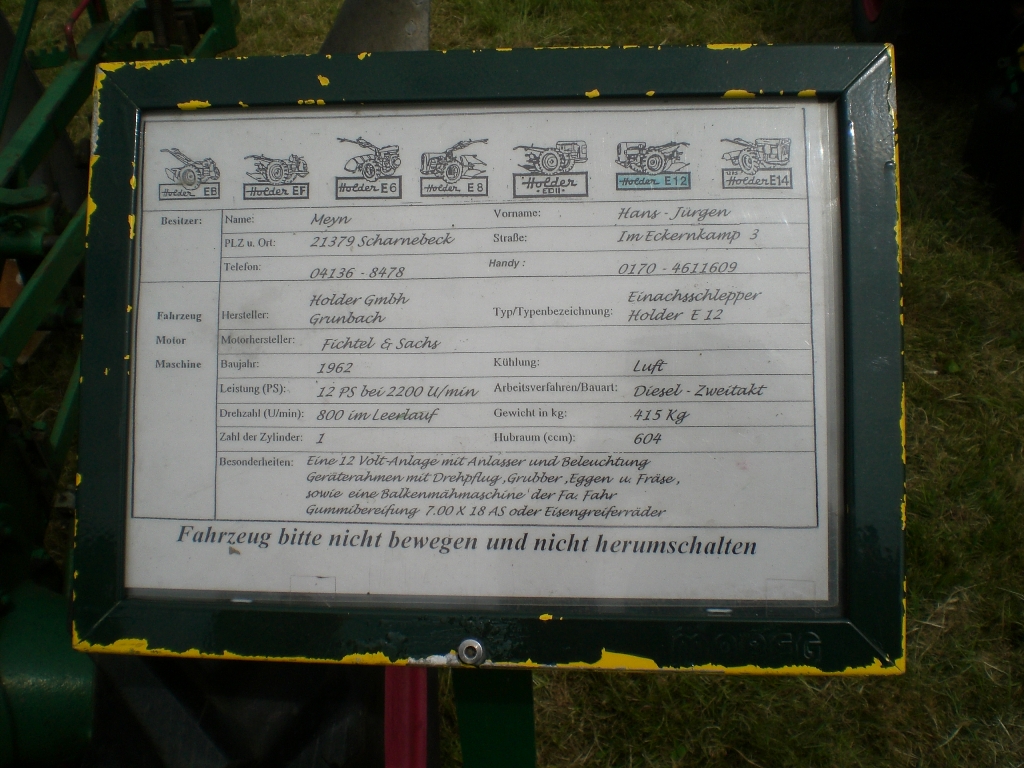 Holder EB Holder EF Holder E6 Holder E8 Holder EDII Holder E12 Holder E14
Besitzer: Name: Meyn Vorname: Hans - Jürgen
PLZ u. Ort: 21379 Scharnebeck Straße: Im Eckernkamp 3
Telefon: 04136 - 8478 Handy : 0170 - 4611609
Holder Gmbh Einachsschlepper
Fahrzeug Hersteller: Grunbach Typ/Typenbezeichnung: Holder E 12
Motor Motorhersteller: Fichtel & Sachs
Maschine Baujahr: 1962 Kühlung: Luft
Leistung (PS): 12 PS bei 2200 U/min Arbeitsverfahren/Bauart: Diesel - Zweitakt
Drehzahl (U/min): 800 im Leerlauf Gewicht in kg: 415 Kg
Zahl der Zylinder: 1 Hubraum (ccm): 604
Besonderheiten: Eine 12 Volt-Anlage mit Anlasser und Beleuchtung
Geräterahmen mit Drehpflug ,Grubber ,Eggen u. Fräse ,
sowie eine Balkenmähmaschine der Fa. Fahr
Gummibereifung 7.00 X 18 AS oder Eisengreiferräder
Fahrzeug bitte nicht bewegen und nicht herumschalten